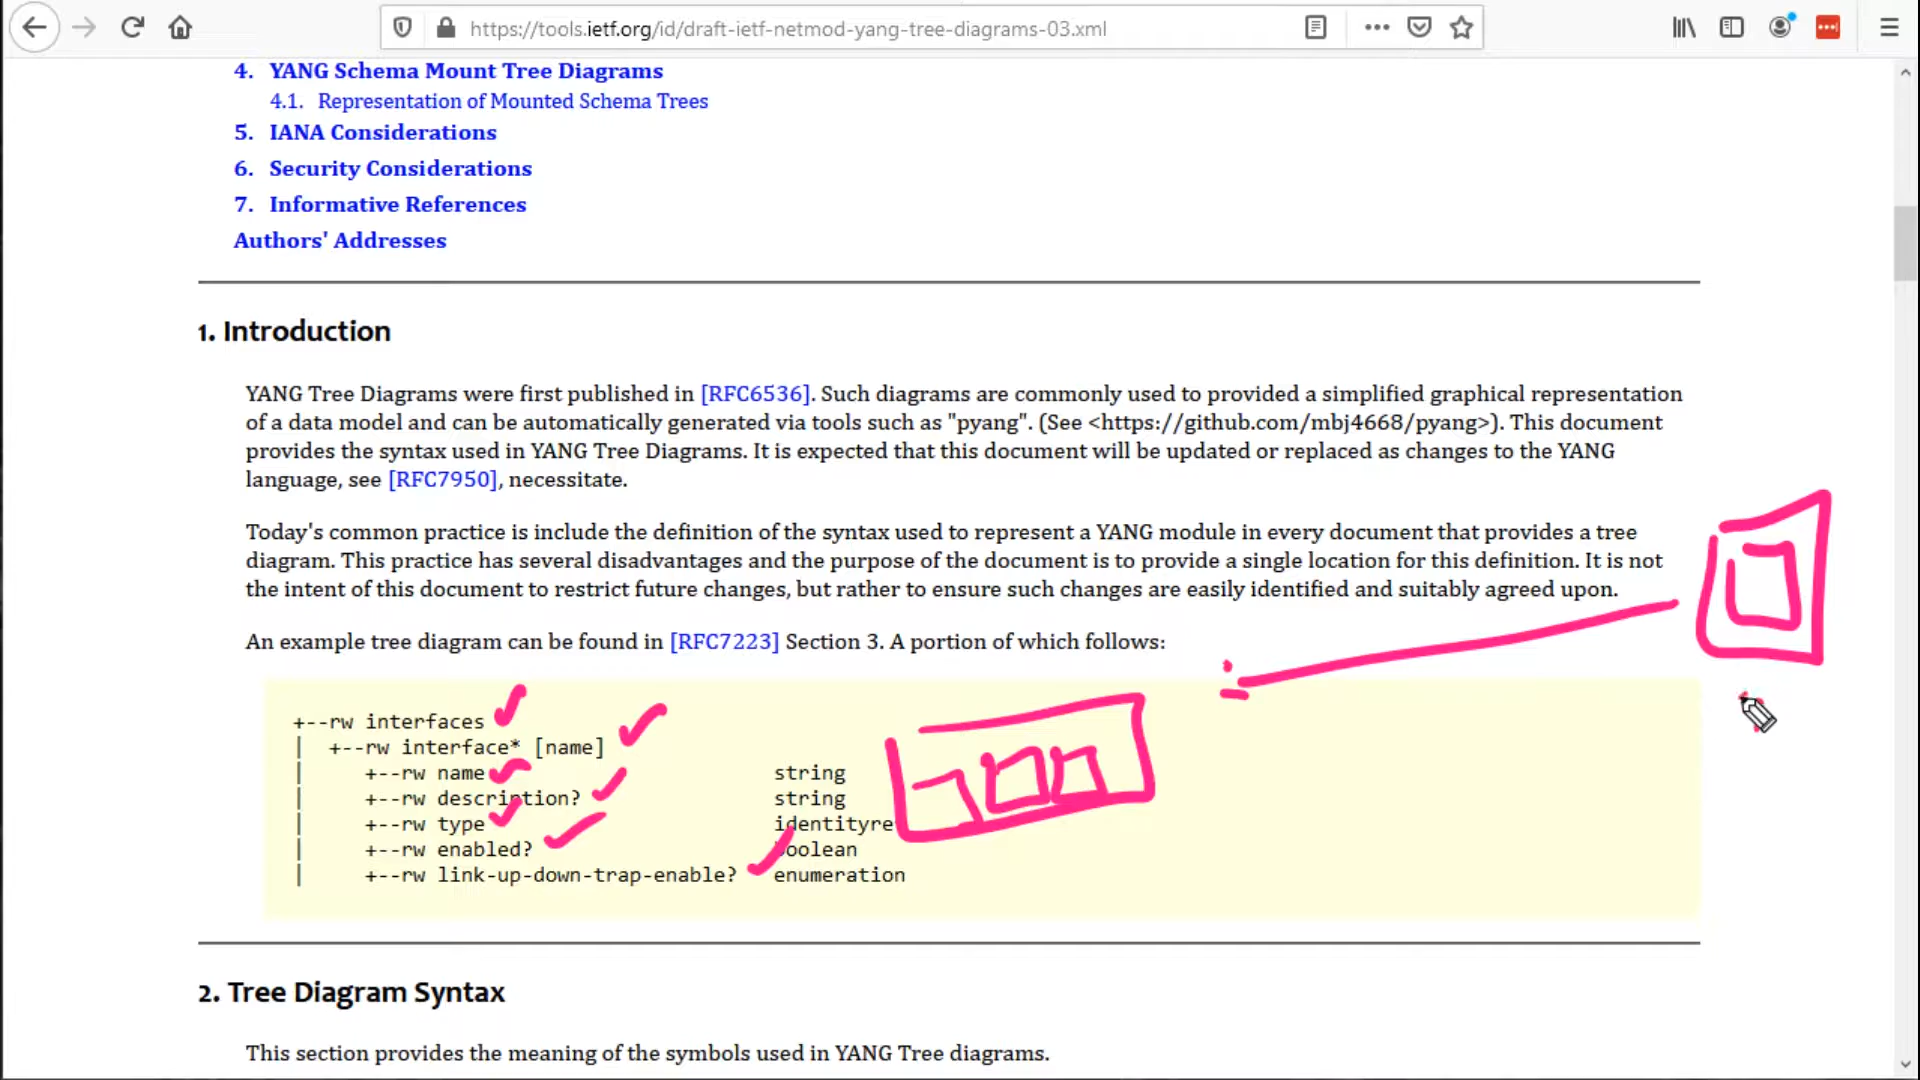 https://tools.ietf.org/id/draft-ietf-netmod-yang-tree-diagrams-03.xml
4. YANG Schema Mount Tree Diagrams
4.1. Representation of Mounted Schema Trees
5. IANA Considerations
6. Security Considerations
7. Informative References
Authors' Addresses
1. Introduction
YANG Tree Diagrams were first published in [RFC6536]. Such diagrams are commonly used to provided a simplified graphical representation
of a data model and can be automatically generated via tools such as "pyang". (See <https://github.com/mbj4668/pyang>). This document
provides the syntax used in YANG Tree Diagrams. It is expected that this document will be updated or replaced as changes to the YANG
language, see [RFC7950], necessitate.
Today's common practice is include the definition of the syntax used to represent a YANG module in every document that provides a tree
diagram. This practice has several disadvantages and the purpose of the document is to provide a single location for this definition. It is not
the intent of this document to restrict future changes, but rather to ensure such changes are easily identified and suitably agreed upon.
An example tree diagram can be found in [RFC7223] Section 3. A portion of which follows:
+--rw interfaces
|  +--rw interface* [name]
|     +--rw name                        string
|     +--rw description?                string
|     +--rw type                        identityre
|     +--rw enabled?                    boolean
|     +--rw link-up-down-trap-enable?   enumeration
2. Tree Diagram Syntax
This section provides the meaning of the symbols used in YANG Tree diagrams.